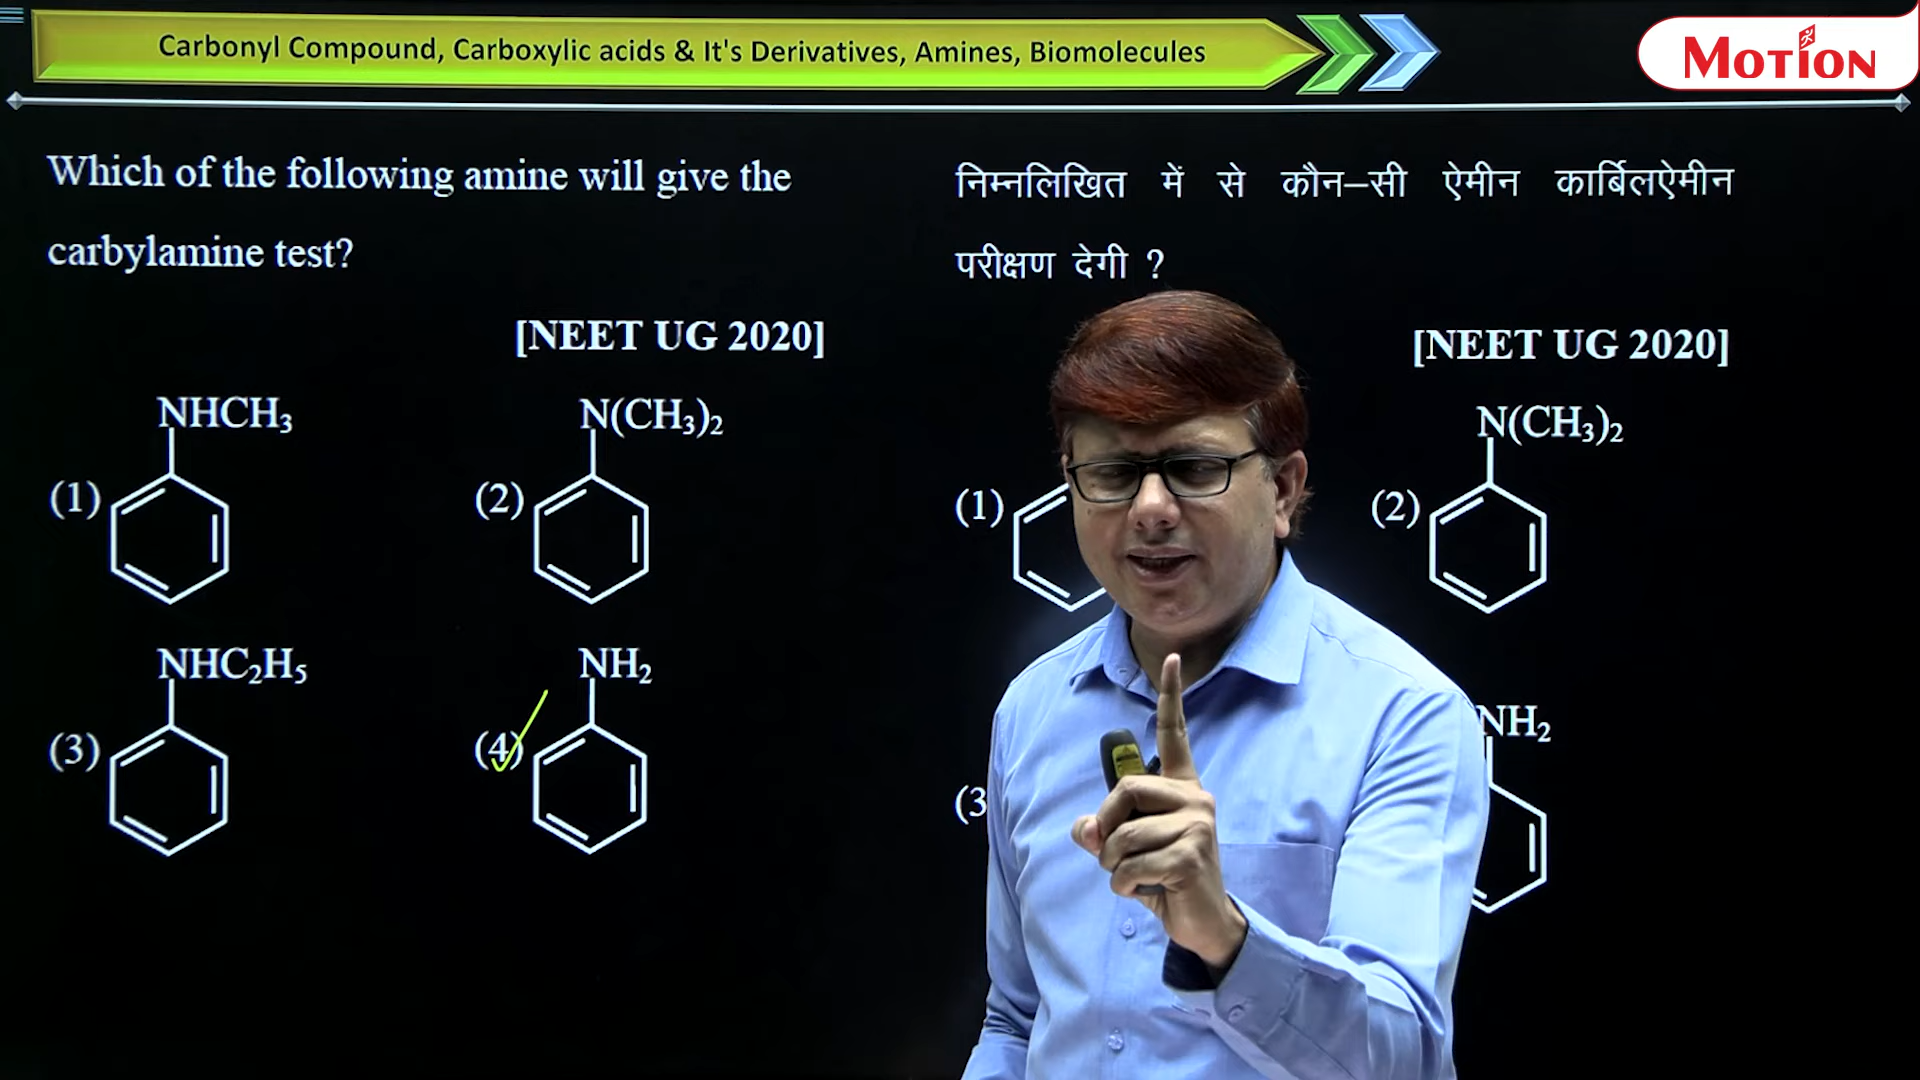 Carbonyl Compound, Carboxylic acids & It's Derivatives, Amines, Biomolecules
MOTION
Which of the following amine will give the
carbylamine test?
[NEET UG 2020]
NHCH₃
N(CH₃)₂
(1)
(2)
NHC₂H₅
NH₂
(3)
(4)
निम्नलिखित में से कौन–सी ऐमीन कार्बिलऐमीन
परीक्षण देगी ?
[NEET UG 2020]
N(CH₃)₂
(1)
(2)
NH₂
(3